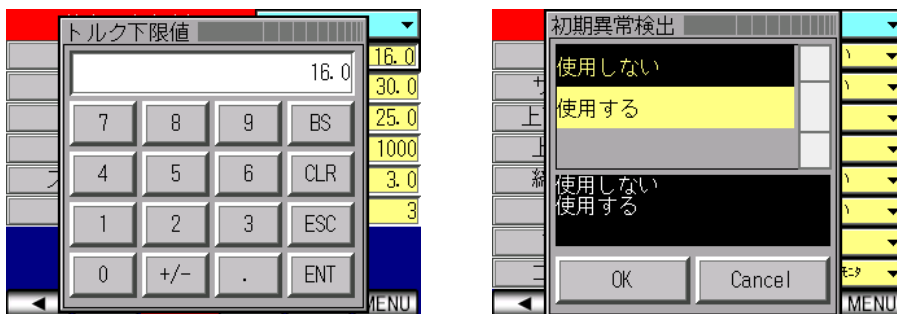 トルク下限値
16.0
16.0
30.0
7 8 9 BS
25.0
1000
4 5 6 CLR
3.0
1 2 3 ESC
3
0 +/- . ENT
MENU
初期異常検出
使用しない
使用する
使用しない
使用する
OK Cancel
MENU